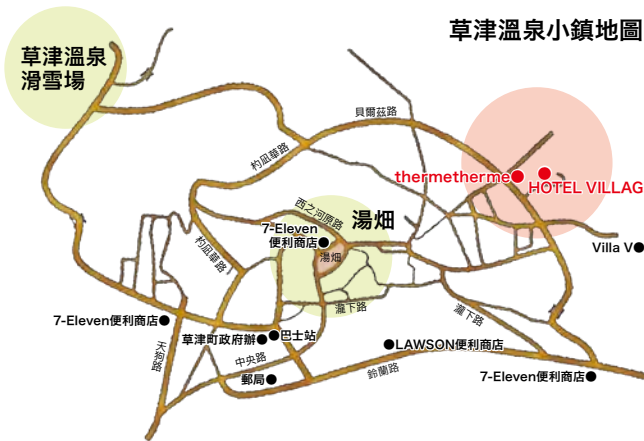 草津溫泉小鎮地圖
草津溫泉
滑雪場
貝爾茲路
杓凪華路
thermetherme
HOTEL VILLAG
西之河原路
湯畑
7-Eleven
便利商店
湯畑
Villa V
杓凪華路
瀧下路
瀧下路
7-Eleven便利商店
草津町政府辦
巴士站
天狗路
中央路
LAWSON便利商店
鈴蘭路
郵局
7-Eleven便利商店